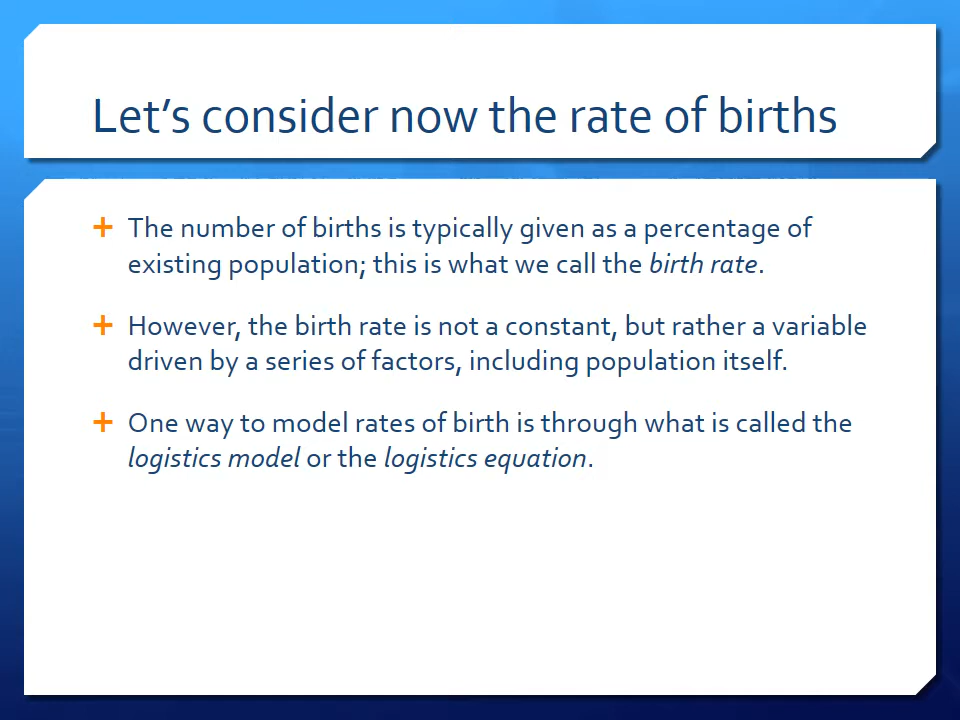 Let's consider now the rate of births
The number of births is typically given as a percentage of
existing population; this is what we call the birth rate.
However, the birth rate is not a constant, but rather a variable
driven by a series of factors, including population itself.
One way to model rates of birth is through what is called the
logistics model or the logistics equation.